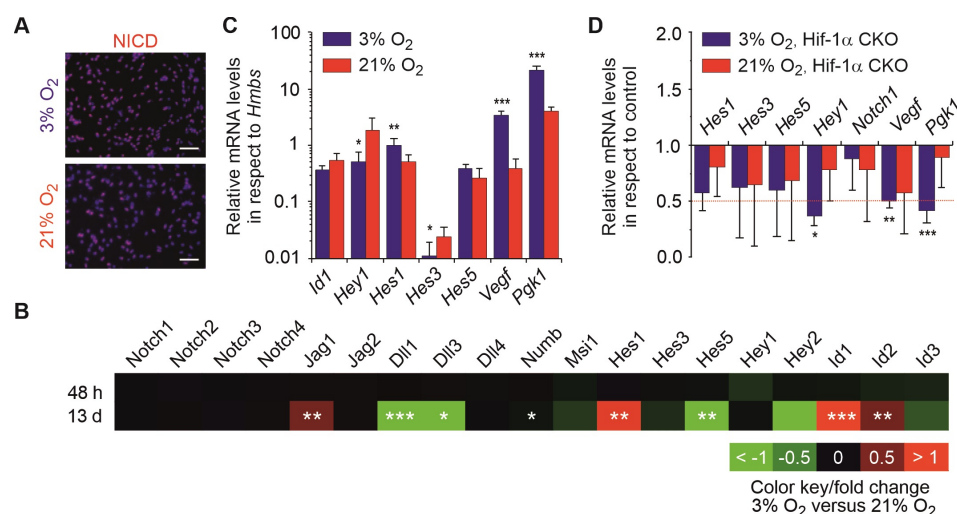 A
NICD
3% O2
21% O2
C
Relative mRNA levels
in respect to Hmbs
100
10
1
0.1
0.01
3% O2
21% O2
*
**
*
***
***
Id1
Hey1
Hes1
Hes3
Hes5
Vegf
Pgk1
D
Relative mRNA levels
in respect to control
3% O2, Hif-1α CKO
21% O2, Hif-1α CKO
Hes1
Hes3
Hes5
Hey1
Notch1
Vegf
Pgk1
1.0
0.5
2.0
0.0
*
**
***
B
Notch1
Notch2
Notch3
Notch4
Jag1
Jag2
Dll1
Dll3
Dll4
Numb
Msi1
Hes1
Hes3
Hes5
Hey1
Hey2
Id1
Id2
Id3
48 h
13 d
** *** * * ** ** *** **
< -1 -0.5 0 0.5 > 1
Color key/fold change
3% O2 versus 21% O2